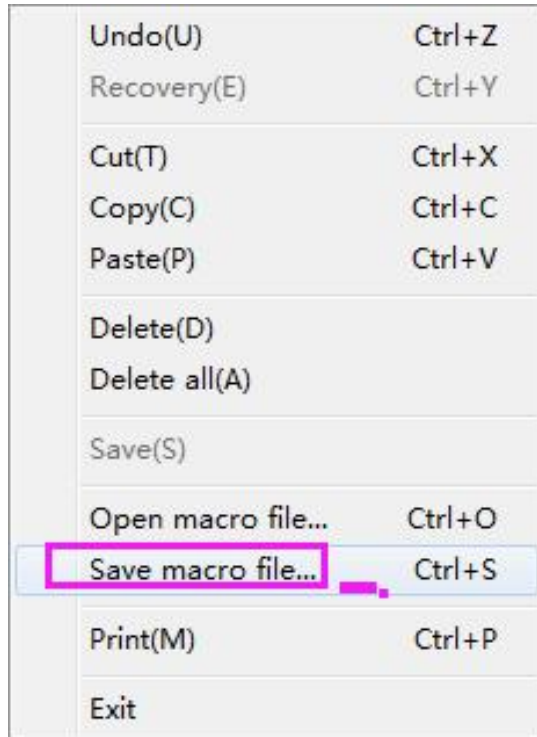 Undo(U) Ctrl+Z
Recovery(E) Ctrl+Y
Cut(T) Ctrl+X
Copy(C) Ctrl+C
Paste(P) Ctrl+V
Delete(D)
Delete all(A)
Save(S)
Open macro file... Ctrl+O
Save macro file... Ctrl+S
Print(M) Ctrl+P
Exit